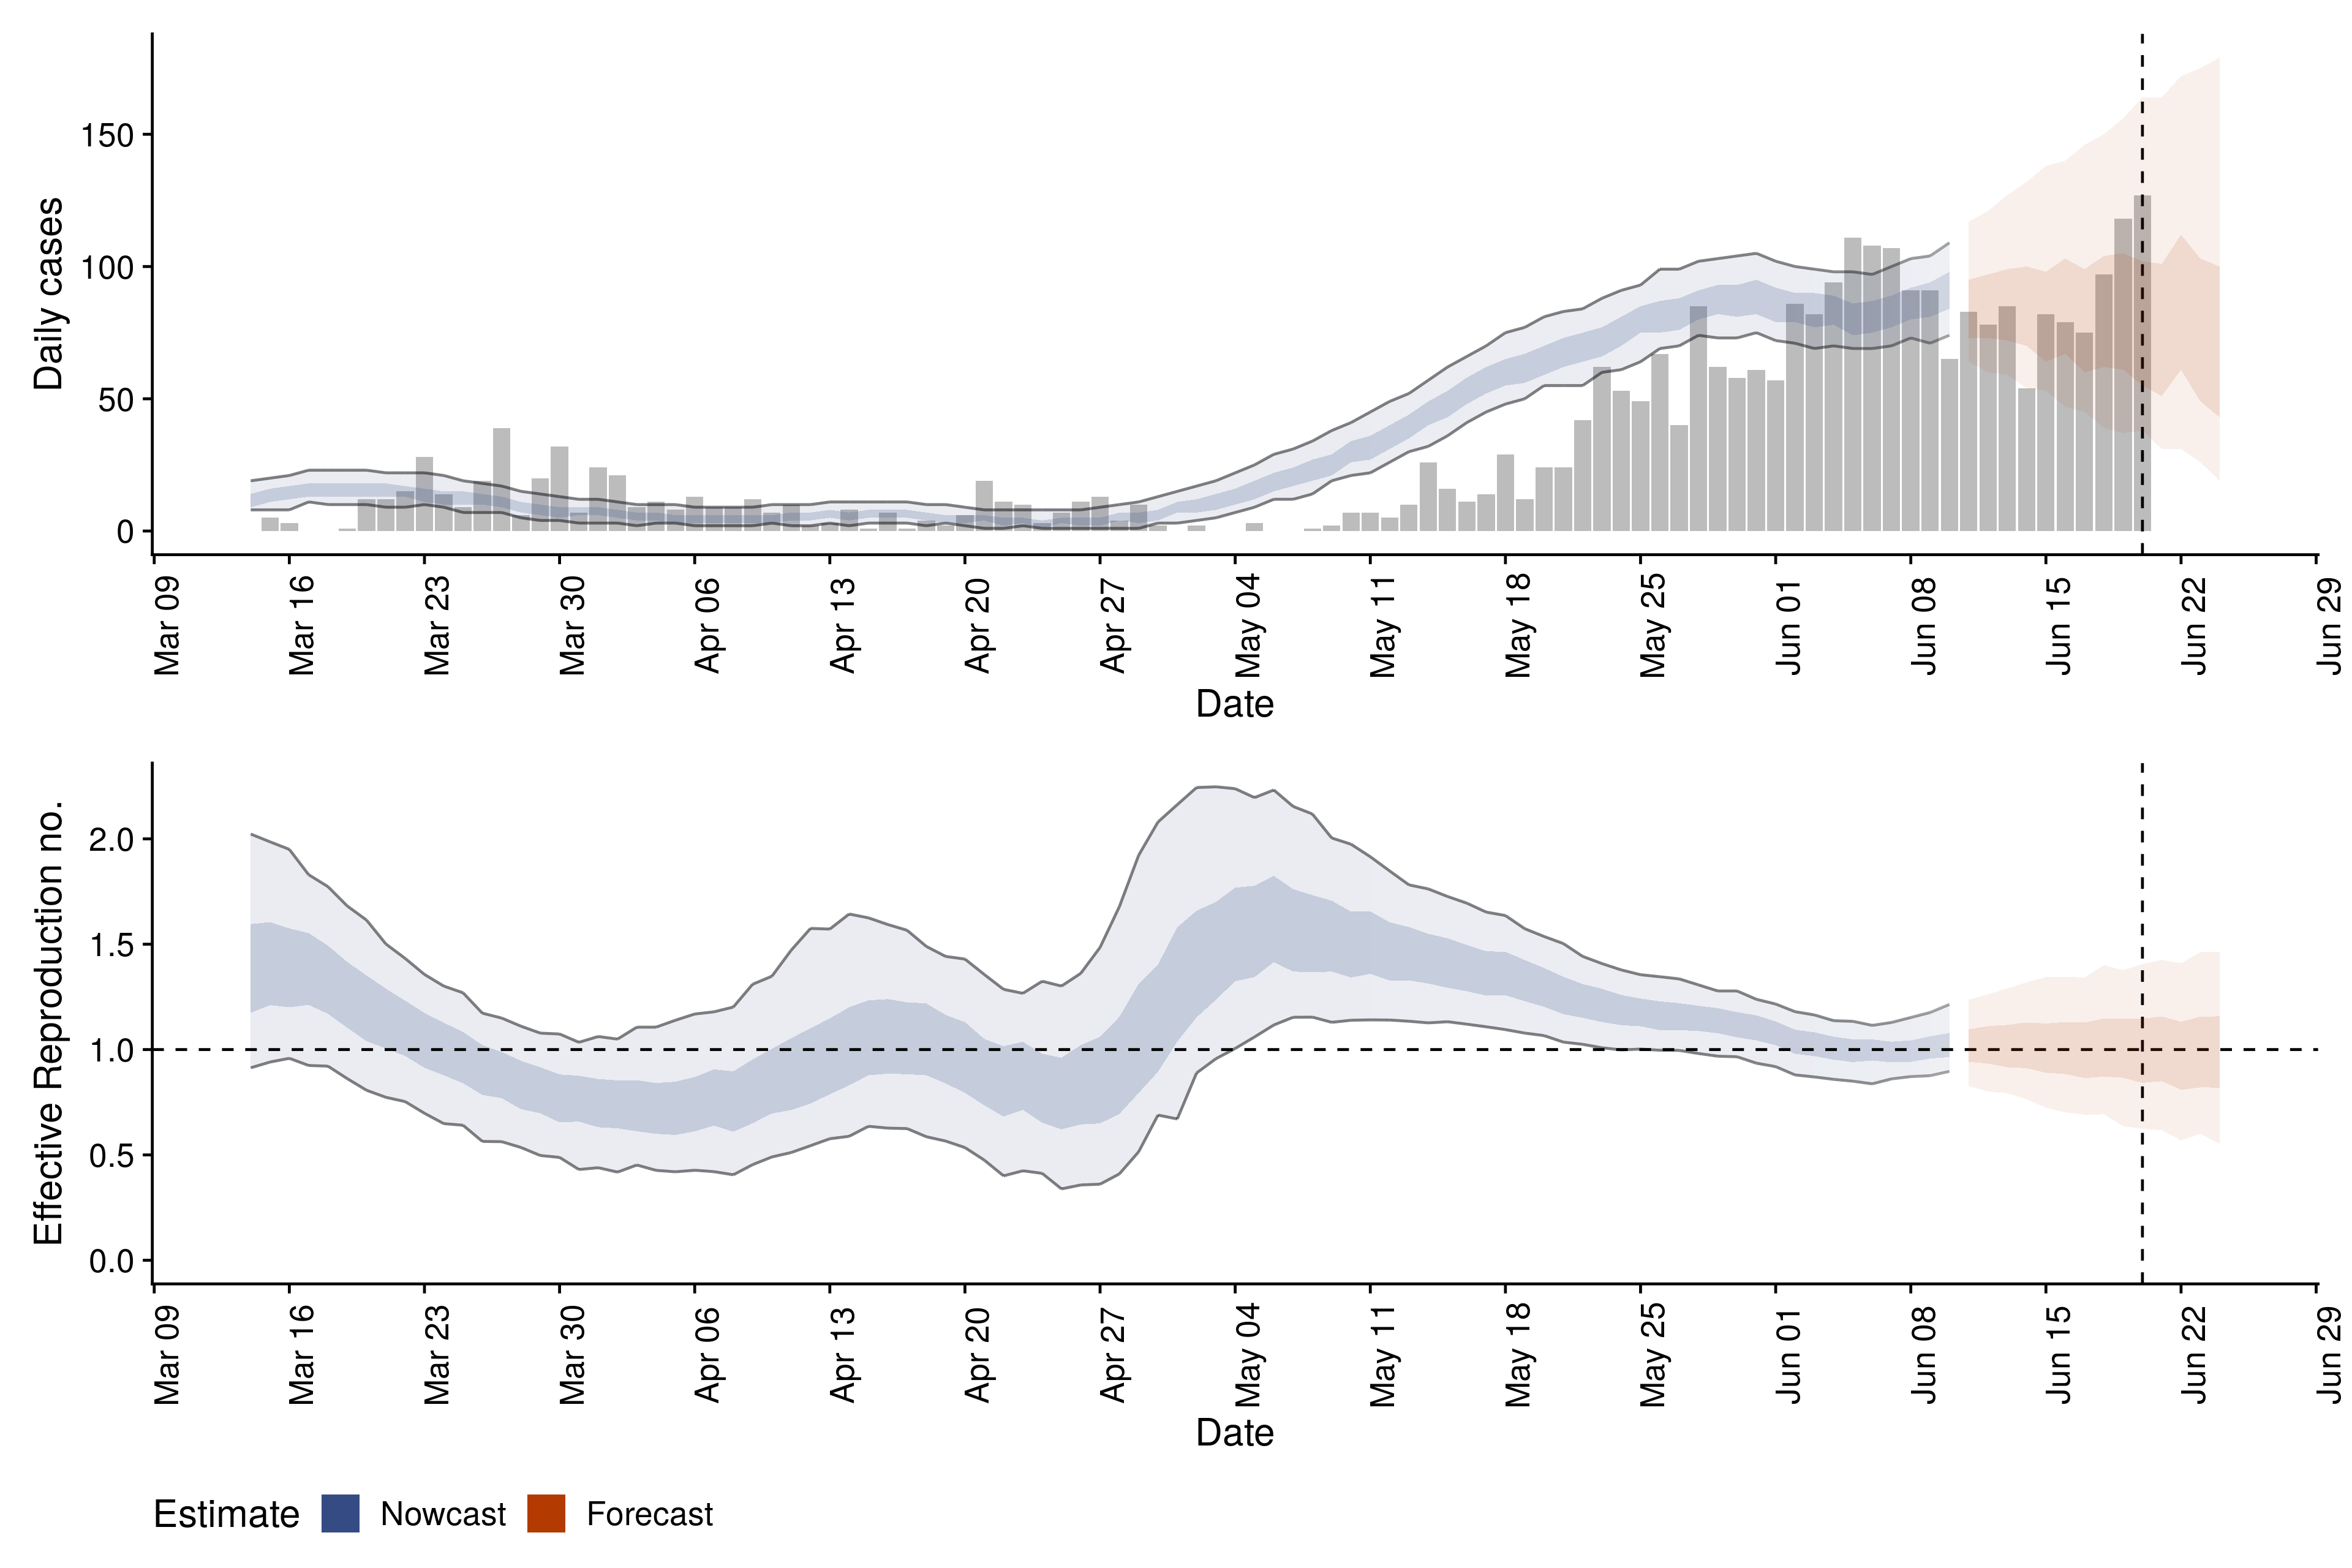 Daily cases
150
100
50
0
Mar 09
Mar 16
Mar 23
Mar 30
Apr 06
Apr 13
Apr 20
Apr 27
May 04
May 11
May 18
May 25
Jun 01
Jun 08
Jun 15
Jun 22
Jun 29
Date
Effective Reproduction no.
2.0
1.5
1.0
0.5
0.0
Mar 09
Mar 16
Mar 23
Mar 30
Apr 06
Apr 13
Apr 20
Apr 27
May 04
May 11
May 18
May 25
Jun 01
Jun 08
Jun 15
Jun 22
Jun 29
Date
Estimate Nowcast Forecast